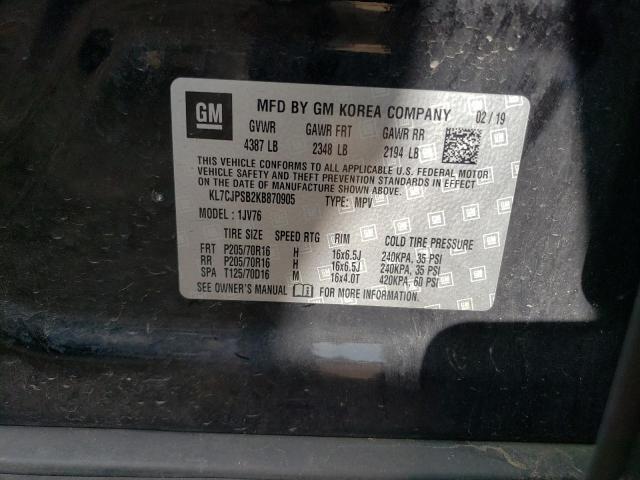 GM MFD BY GM KOREA COMPANY 02/19
GVWR GAWR FRT GAWR RR
4387 LB 2348 LB 2194 LB
THIS VEHICLE CONFORMS TO ALL APPLICABLE U.S. FEDERAL MOTOR
VEHICLE SAFETY, BUMPER, AND THEFT PREVENTION STANDARDS IN
EFFECT ON THE DATE OF MANUFACTURE SHOWN ABOVE.
KL7CJPSB2KB870905 TYPE: MPV
MODEL : 1JV76
TIRE SIZE SPEED RTG RIM COLD TIRE PRESSURE
FRT P205/70R16 H 16x6.5J 240KPA, 35 PSI
RR P205/70R16 H 16x6.5J 240KPA, 35 PSI
SPA T125/70D16 M 16x4.0T 420KPA, 60 PSI
SEE OWNER'S MANUAL FOR MORE INFORMATION.